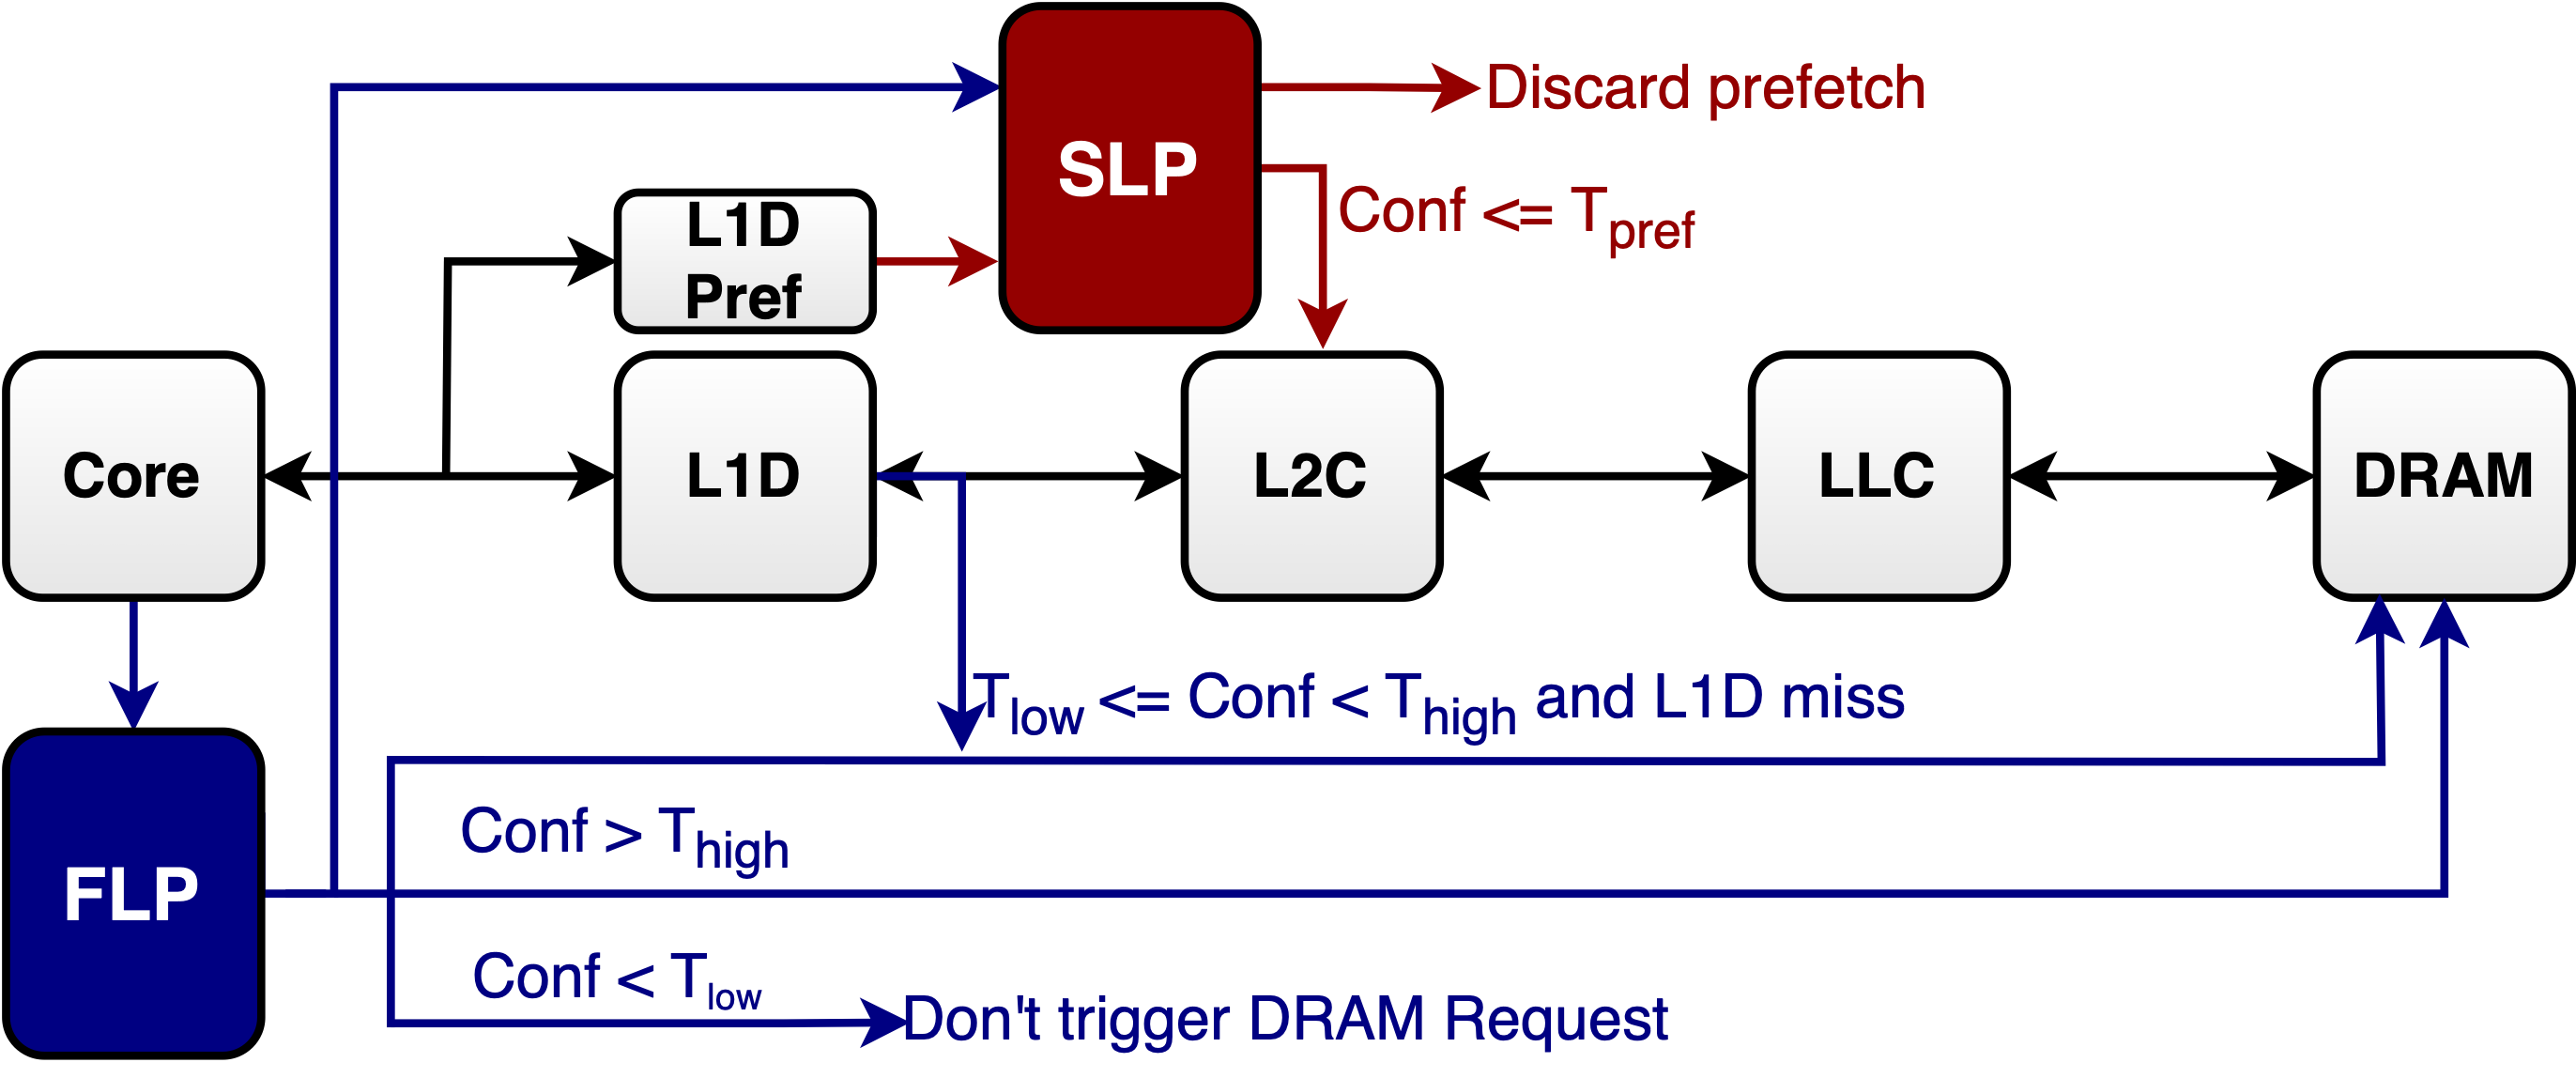 Discard prefetch
SLP
Conf <= Tpref
L1D
Pref
Core
L1D
L2C
LLC
DRAM
Tlow <= Conf < Thigh and L1D miss
Conf > Thigh
FLP
Conf < Tlow
Don't trigger DRAM Request